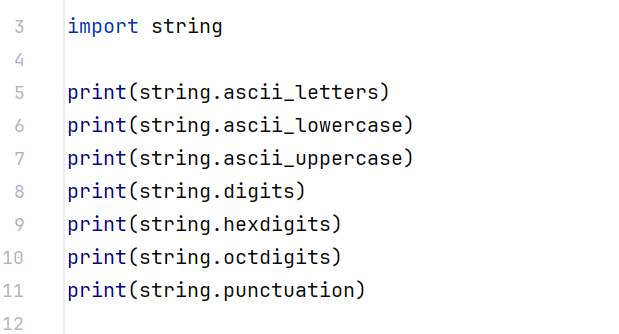 3 import string
4
5 print(string.ascii_letters)
6 print(string.ascii_lowercase)
7 print(string.ascii_uppercase)
8 print(string.digits)
9 print(string.hexdigits)
10 print(string.octdigits)
11 print(string.punctuation)
12